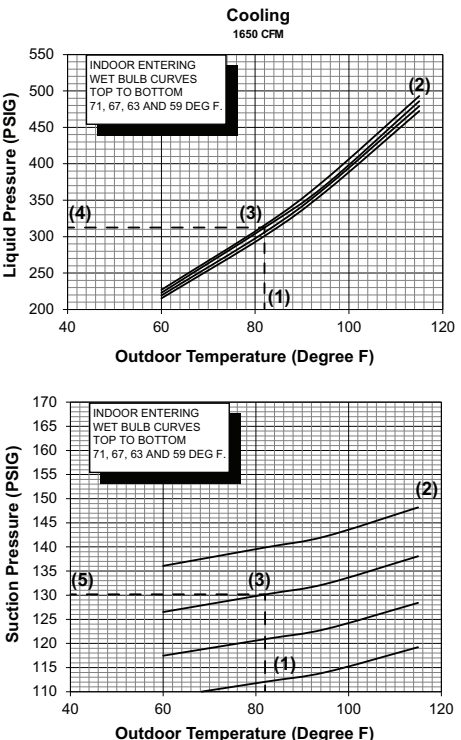 Cooling
1650 CFM
550
500
450
400
350
300
250
200
Liquid Pressure (PSIG)
INDOOR ENTERING
WET BULB CURVES
TOP TO BOTTOM
71, 67, 63 AND 59 DEG F.
(2)
(4)
(3)
(1)
40 60 80 100 120
Outdoor Temperature (Degree F)
170
165
160
155
150
145
140
135
130
125
120
115
110
Suction Pressure (PSIG)
INDOOR ENTERING
WET BULB CURVES
TOP TO BOTTOM
71, 67, 63 AND 59 DEG F.
(2)
(5)
(3)
(1)
40 60 80 100 120
Outdoor Temperature (Degree F)